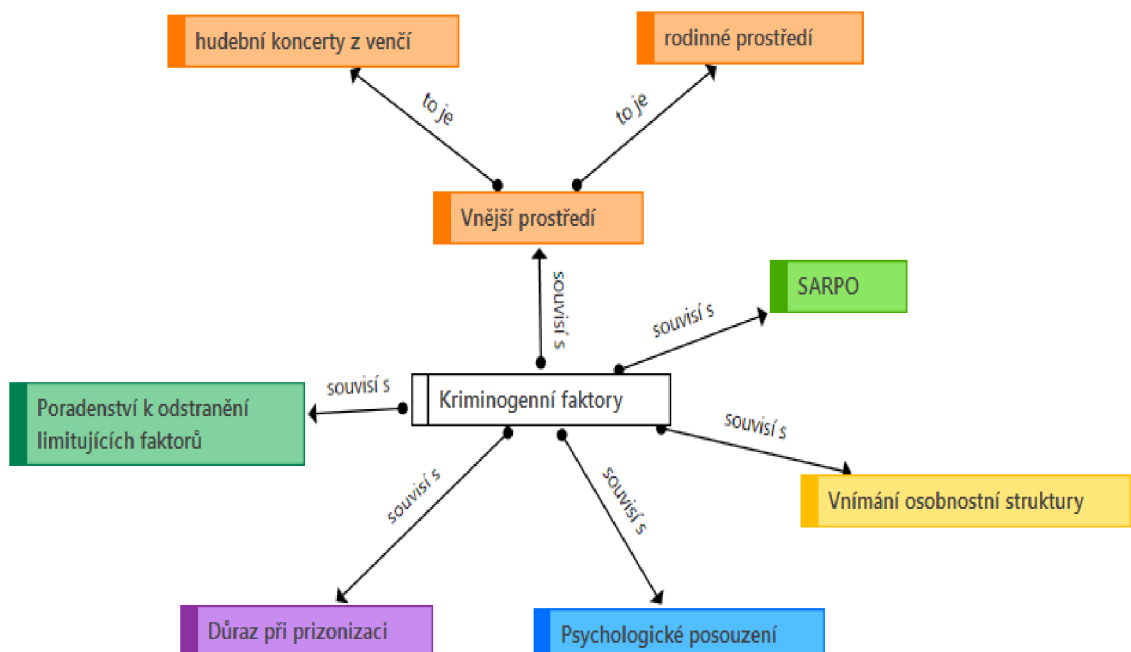 hudební koncerty z venčí
rodinné prostředí
to je
to je
Vnější prostředí
souvisí s
SARPO
souvisí s
Kriminogenní faktory
souvisí s
Poradenství k odstranění
limitujících faktorů
souvisí s
Vnímání osobnostní struktury
souvisí s
souvisí s
Důraz při prizonizaci
Psychologické posouzení